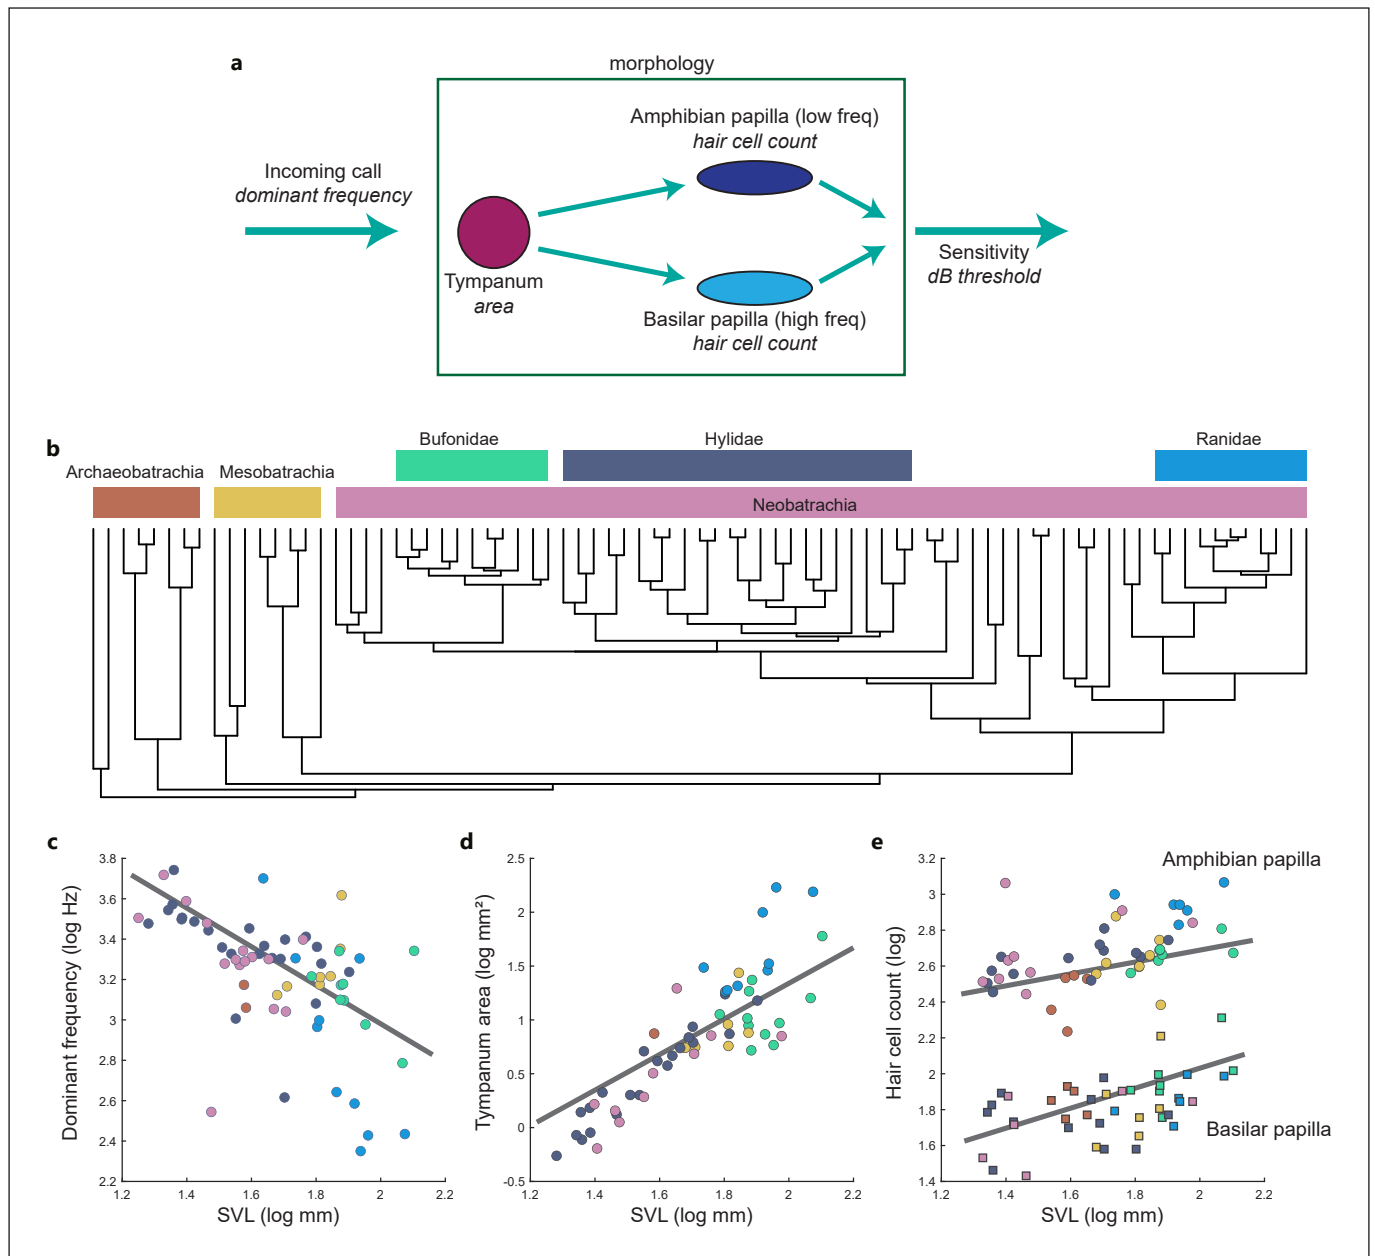 a
morphology
Amphibian papilla (low freq)
hair cell count
Incoming call
dominant frequency
Tympanum
area
Basilar papilla (high freq)
hair cell count
Sensitivity
dB threshold
b
Bufonidae
Hylidae
Ranidae
Archaeobatrachia
Mesobatrachia
Neobatrachia
c
Dominant frequency (log Hz)
3.8
3.6
3.4
3.2
3
2.8
2.6
2.4
2.2
1.2 1.4 1.6 1.8 2 2.2
SVL (log mm)
d
Tympanum area (log mm²)
2.5
2
1.5
1
0.5
0
-0.5
1.2 1.4 1.6 1.8 2 2.2
SVL (log mm)
e
Amphibian papilla
Basilar papilla
Hair cell count (log)
3.2
3
2.8
2.6
2.4
2.2
2
1.8
1.6
1.4
1.2 1.4 1.6 1.8 2 2.2
SVL (log mm)